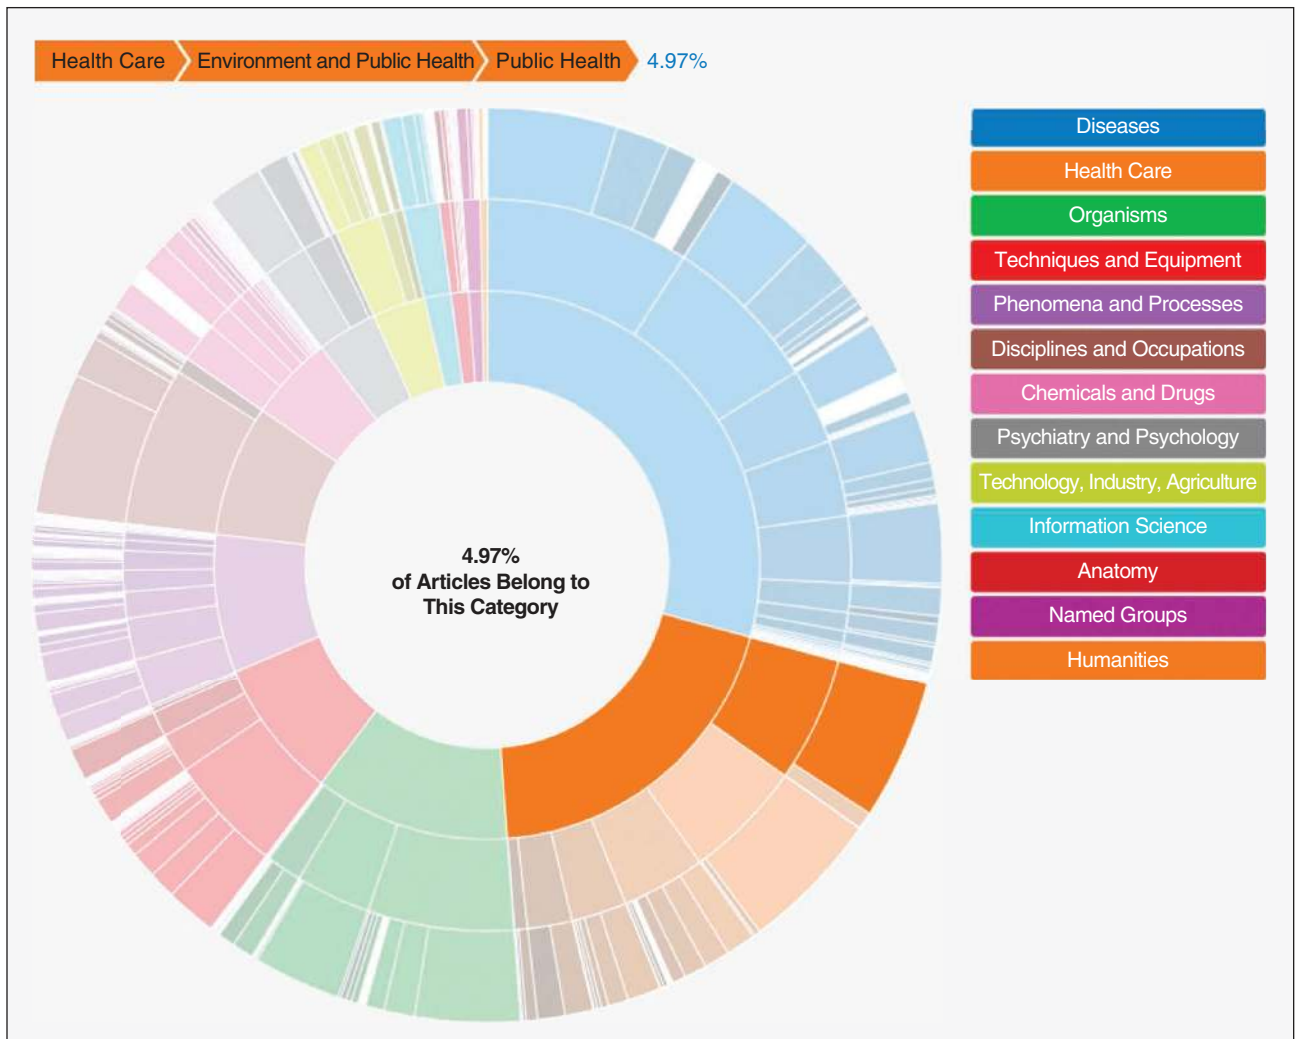 Health Care Environment and Public Health Public Health 4.97%
Diseases
Health Care
Organisms
Techniques and Equipment
Phenomena and Processes
Disciplines and Occupations
Chemicals and Drugs
Psychiatry and Psychology
Technology, Industry, Agriculture
Information Science
Anatomy
Named Groups
Humanities
4.97%
of Articles Belong to
This Category